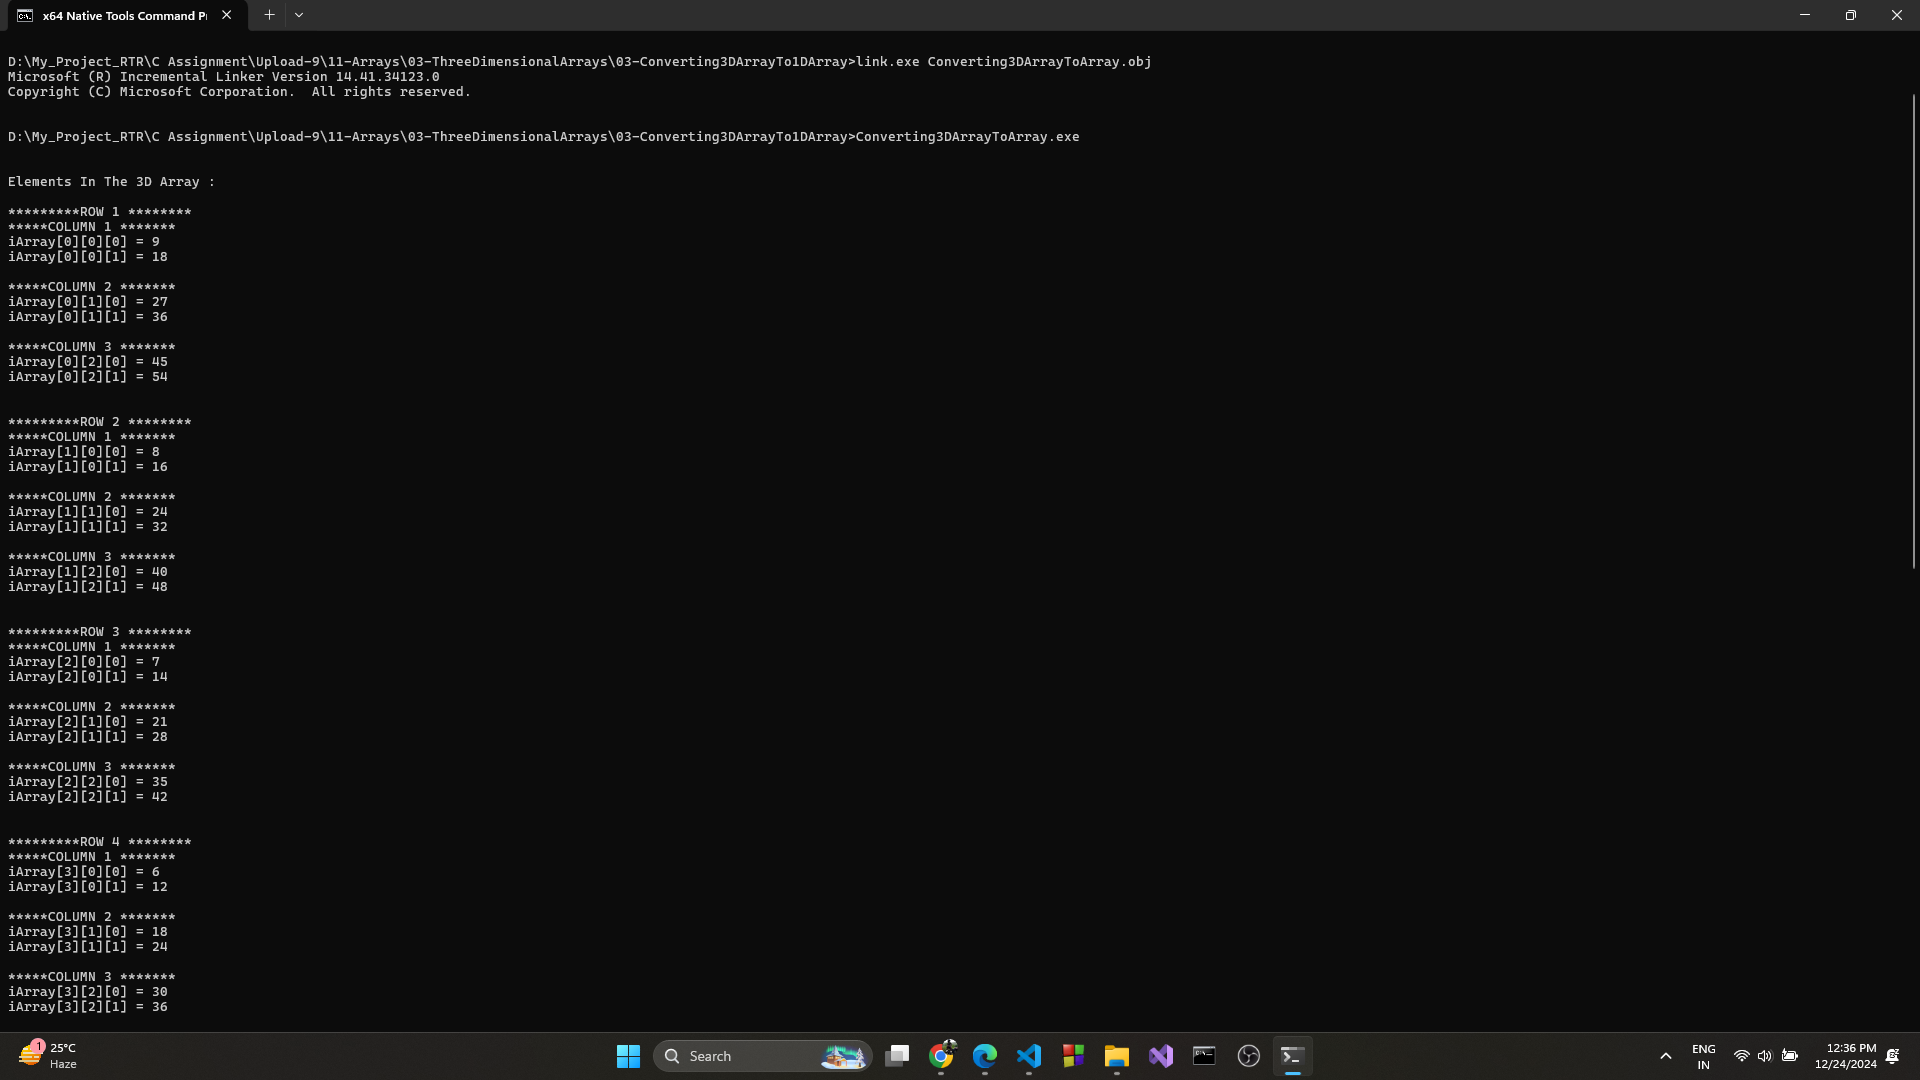 x64 Native Tools Command P
D:\My_Project_RTR\C Assignment\Upload-9\11-Arrays\03-ThreeDimensionalArrays\03-Converting3DArrayTo1DArray>link.exe Converting3DArrayToArray.obj
Microsoft (R) Incremental Linker Version 14.41.34123.0
Copyright (C) Microsoft Corporation.  All rights reserved.
D:\My_Project_RTR\C Assignment\Upload-9\11-Arrays\03-ThreeDimensionalArrays\03-Converting3DArrayTo1DArray>Converting3DArrayToArray.exe
Elements In The 3D Array :
*********ROW 1 ********
*****COLUMN 1 *******
iArray[0][0][0] = 9
iArray[0][0][1] = 18
*****COLUMN 2 *******
iArray[0][1][0] = 27
iArray[0][1][1] = 36
*****COLUMN 3 *******
iArray[0][2][0] = 45
iArray[0][2][1] = 54
*********ROW 2 ********
*****COLUMN 1 *******
iArray[1][0][0] = 8
iArray[1][0][1] = 16
*****COLUMN 2 *******
iArray[1][1][0] = 24
iArray[1][1][1] = 32
*****COLUMN 3 *******
iArray[1][2][0] = 40
iArray[1][2][1] = 48
*********ROW 3 ********
*****COLUMN 1 *******
iArray[2][0][0] = 7
iArray[2][0][1] = 14
*****COLUMN 2 *******
iArray[2][1][0] = 21
iArray[2][1][1] = 28
*****COLUMN 3 *******
iArray[2][2][0] = 35
iArray[2][2][1] = 42
*********ROW 4 ********
*****COLUMN 1 *******
iArray[3][0][0] = 6
iArray[3][0][1] = 12
*****COLUMN 2 *******
iArray[3][1][0] = 18
iArray[3][1][1] = 24
*****COLUMN 3 *******
iArray[3][2][0] = 30
iArray[3][2][1] = 36
1
25°C
Haze
Search
ENG
IN
12:36 PM
12/24/2024